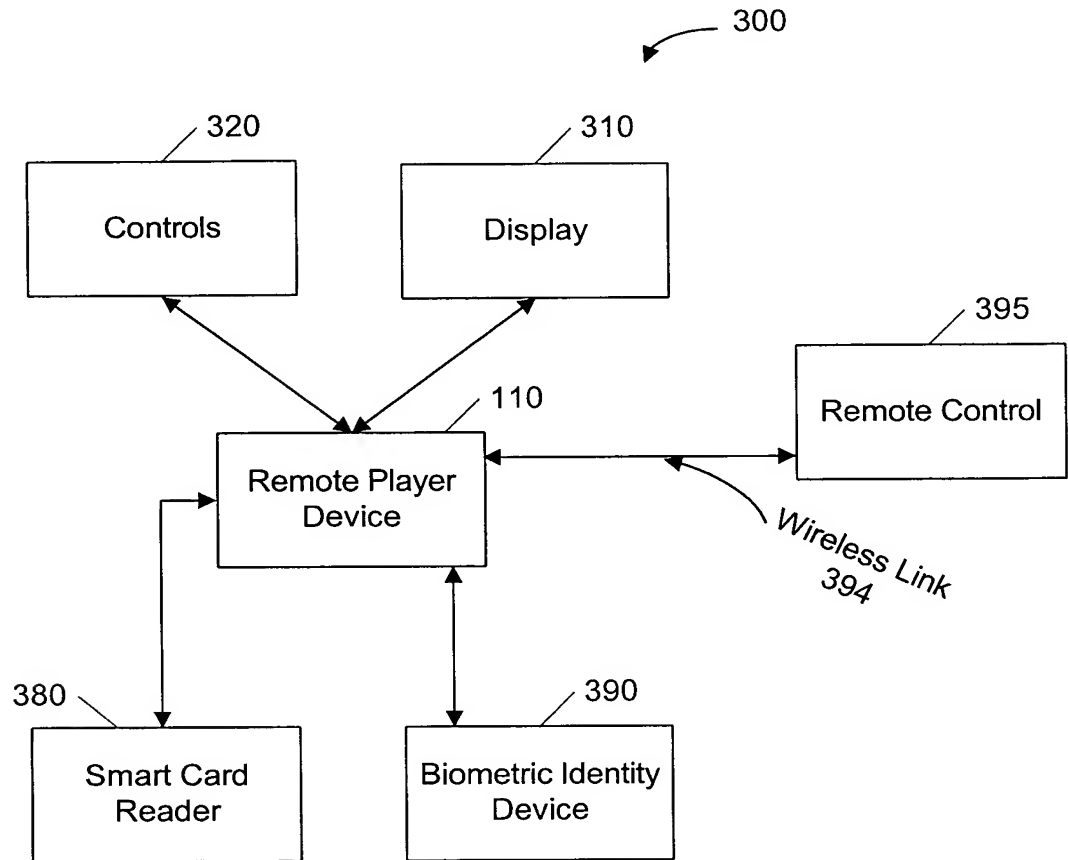 300
320
310
Controls
Display
395
Remote Control
110
Remote Player
Device
Wireless Link
394
380
390
Smart Card
Reader
Biometric Identity
Device